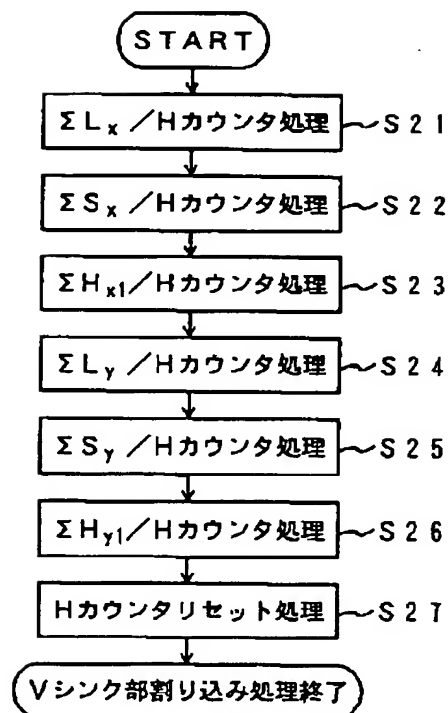 START
ΣLx/Hカウンタ処理 ~S21
ΣSx/Hカウンタ処理 ~S22
ΣHx1/Hカウンタ処理 ~S23
ΣLy/Hカウンタ処理 ~S24
ΣSy/Hカウンタ処理 ~S25
ΣHy1/Hカウンタ処理 ~S26
Hカウンタリセット処理 ~S27
Vシンク部割り込み処理終了